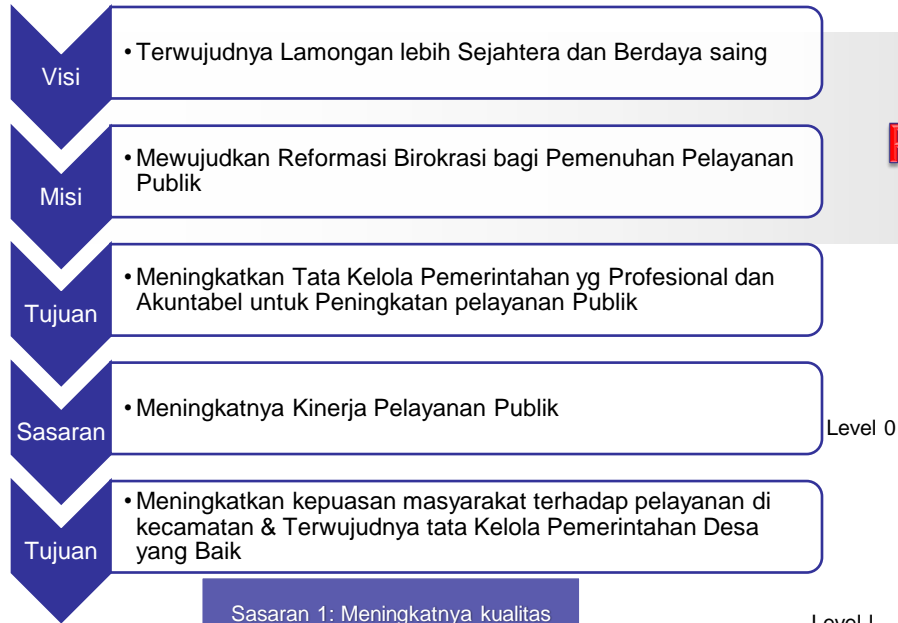 Visi
• Terwujudnya Lamongan lebih Sejahtera dan Berdaya saing
Misi
• Mewujudkan Reformasi Birokrasi bagi Pemenuhan Pelayanan
Publik
Tujuan
• Meningkatkan Tata Kelola Pemerintahan yg Profesional dan
Akuntabel untuk Peningkatan pelayanan Publik
Sasaran
• Meningkatnya Kinerja Pelayanan Publik
Level 0
Tujuan
• Meningkatkan kepuasan masyarakat terhadap pelayanan di
kecamatan & Terwujudnya tata Kelola Pemerintahan Desa
yang Baik
Sasaran 1: Meningkatnya kualitas
Level I